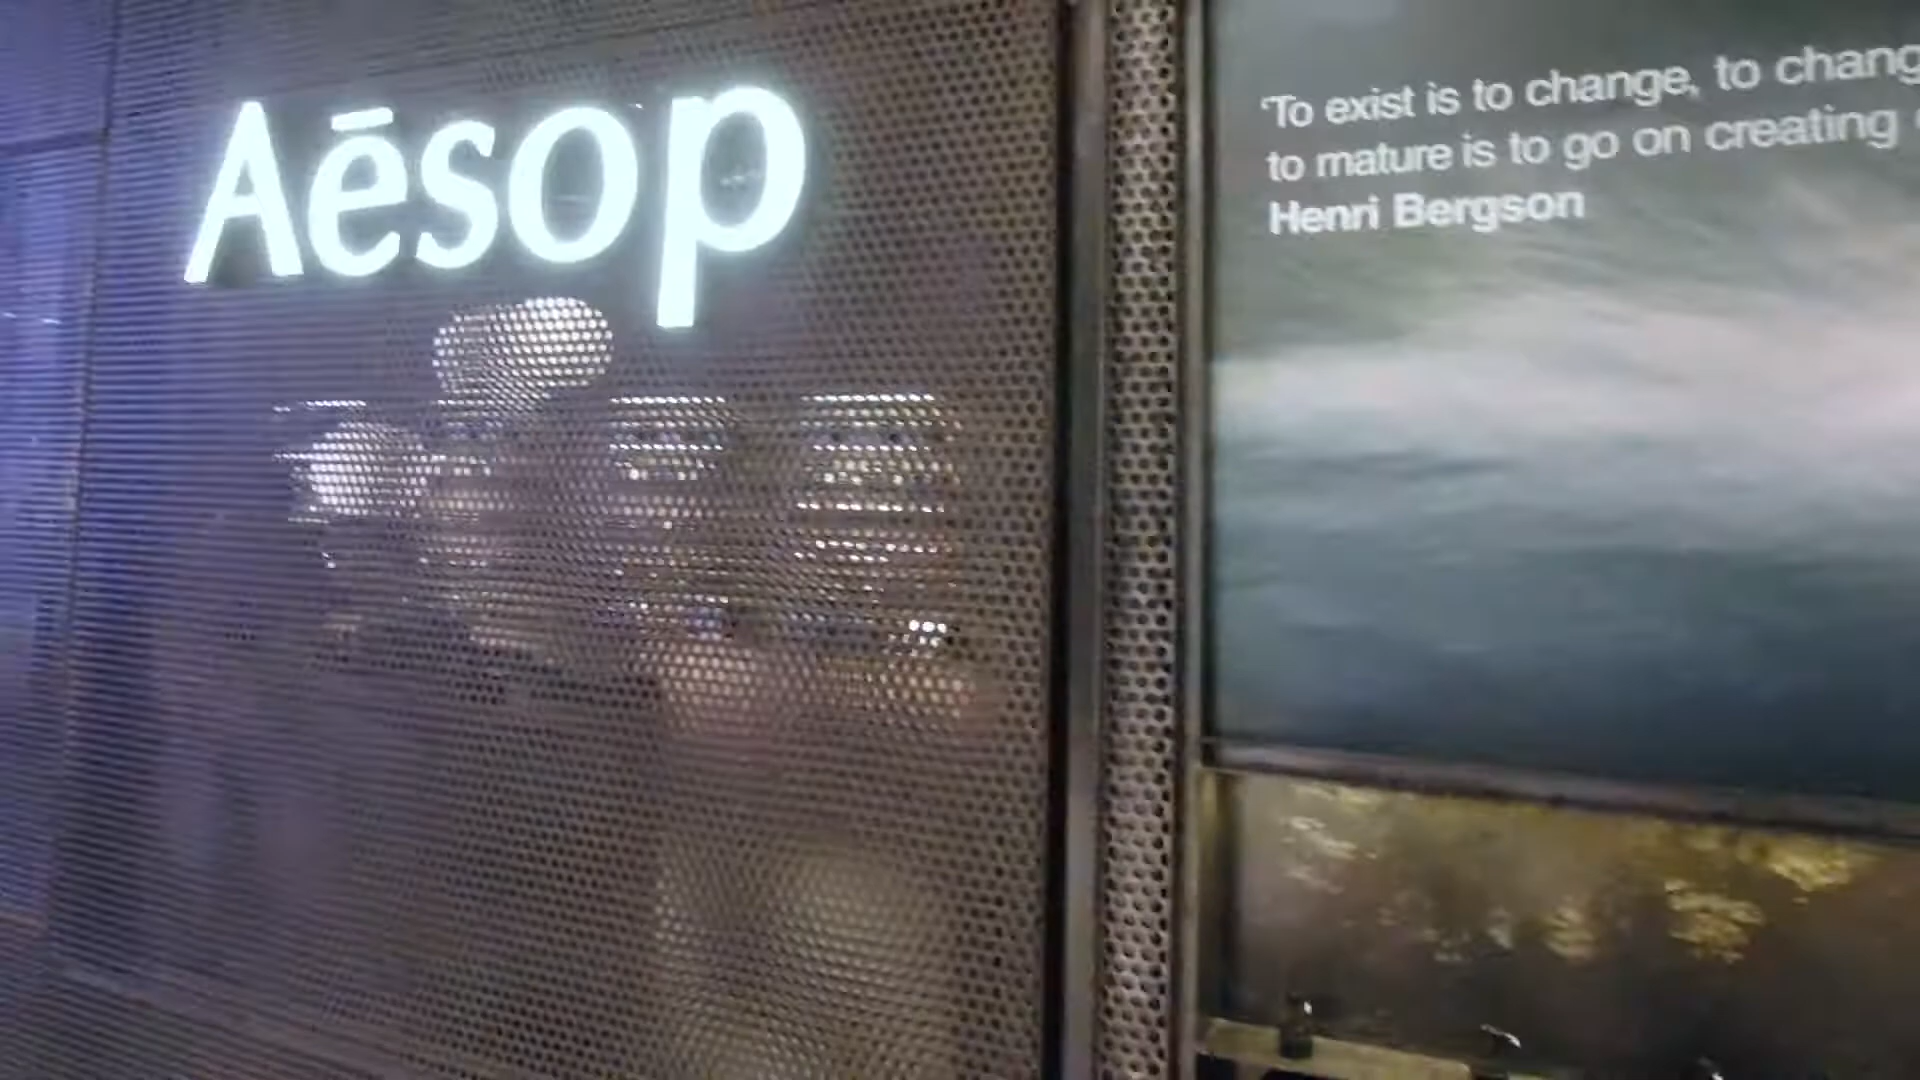 Aēsop
'To exist is to change, to chang
to mature is to go on creating
Henri Bergson